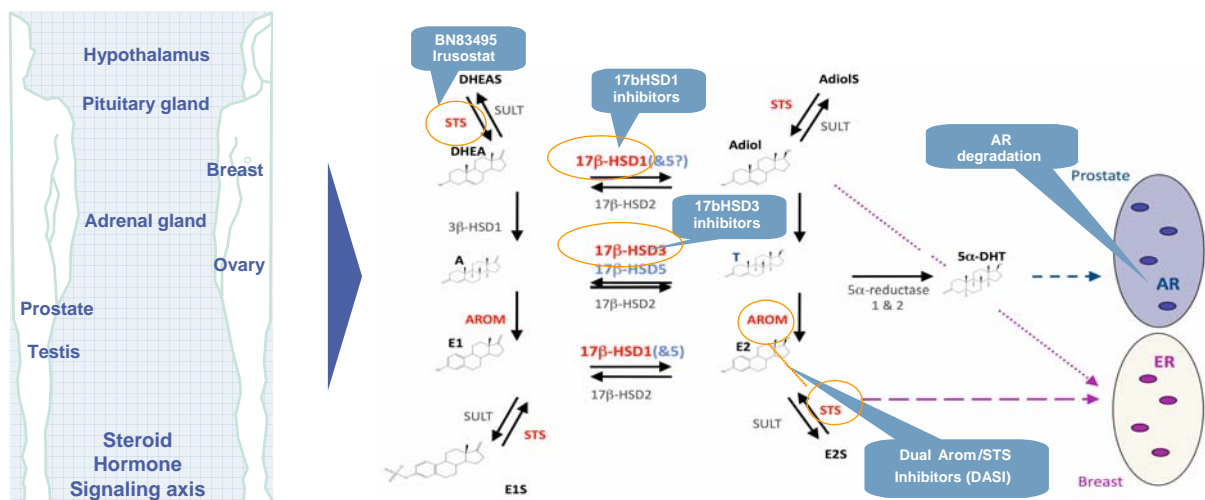 Hypothalamus
Pituitary gland
Breast
Adrenal gland
Ovary
Prostate
Testis
Steroid
Hormone
Signaling axis
BN83495
Irusostat
DHEAS
STS
SULT
DHEA
3β-HSD1
A
AROM
E1
SULT
STS
E1S
17bHSD1
inhibitors
17β-HSD1(&5?)
17β-HSD2
17bHSD3
inhibitors
17β-HSD3
17β-HSD5
17β-HSD2
17β-HSD1(&5)
17β-HSD2
AdiolS
STS
SULT
Adiol
T
AROM
E2
STS
SULT
E2S
5α-reductase
1 & 2
5α-DHT
AR
degradation
Prostate
AR
ER
Dual Arom/STS
Inhibitors (DASI)
Breast